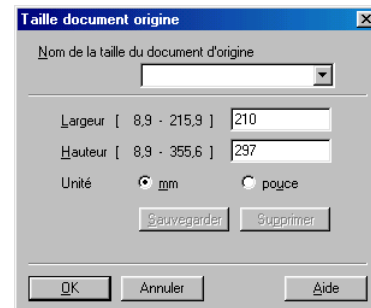 Taille document origine
Nom de la taille du document d'origine
Largeur [ 8,9 - 215,9 ] 210
Hauteur [ 8,9 - 355,6 ] 297
Unité mm pouce
Sauvegarder Supprimer
OK Annuler Aide